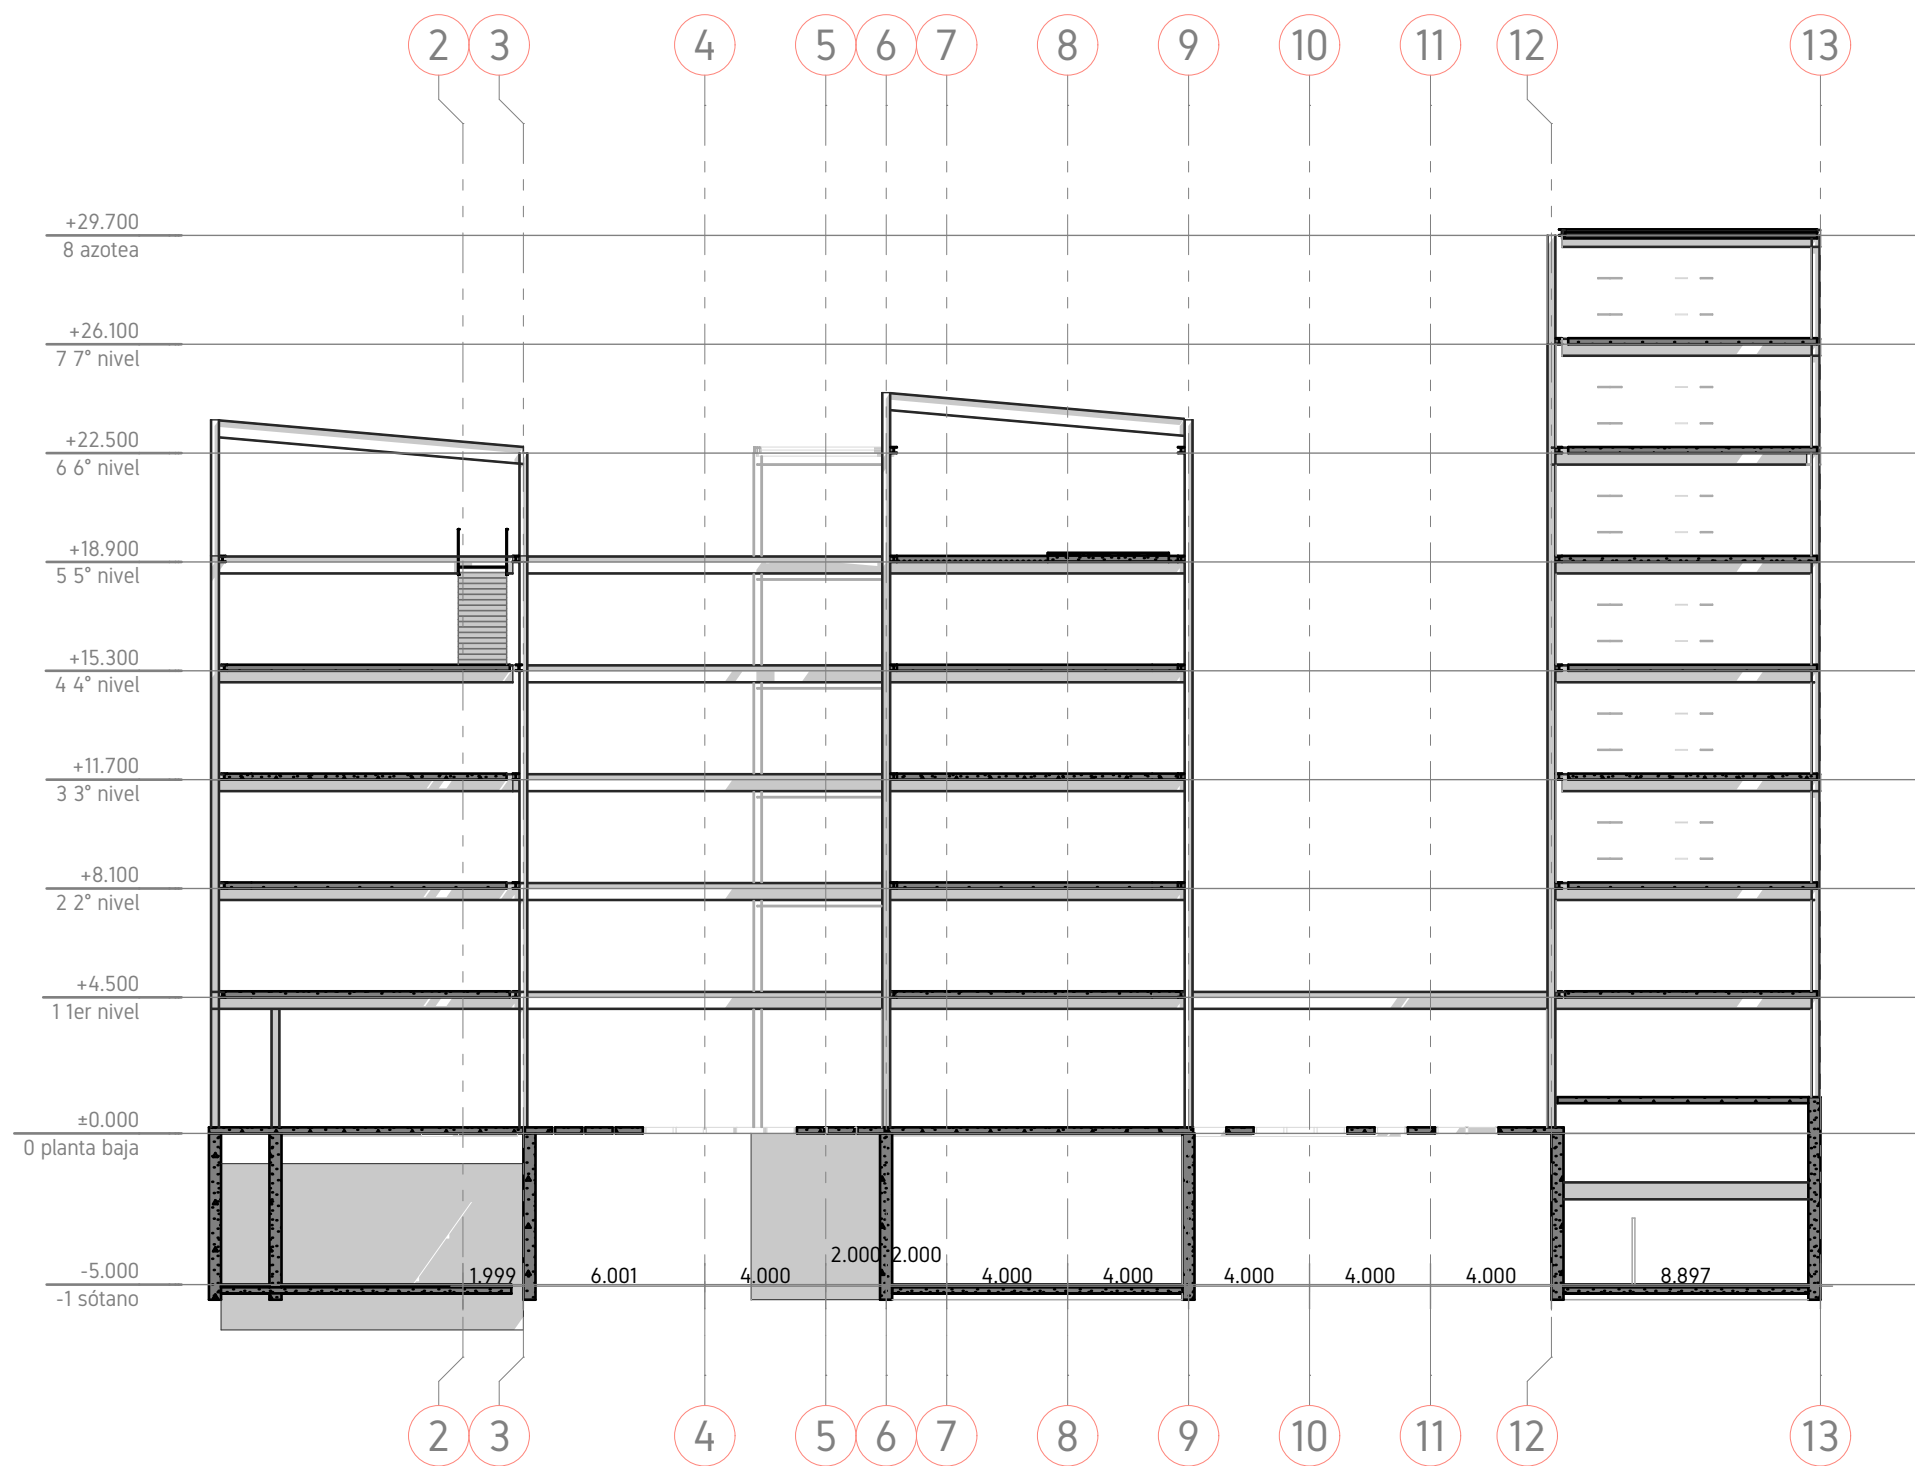 2 3 4 5 6 7 8 9 10 11 12 13
+29.700
8 azotea
+26.100
7 7° nivel
+22.500
6 6° nivel
+18.900
5 5° nivel
+15.300
4 4° nivel
+11.700
3 3° nivel
+8.100
2 2° nivel
+4.500
1 1er nivel
±0.000
0 planta baja
2.000 2.000
-5.000
-1 sótano
1.999 6.001 4.000 4.000 4.000 4.000 4.000 4.000 8.897
2 3 4 5 6 7 8 9 10 11 12 13